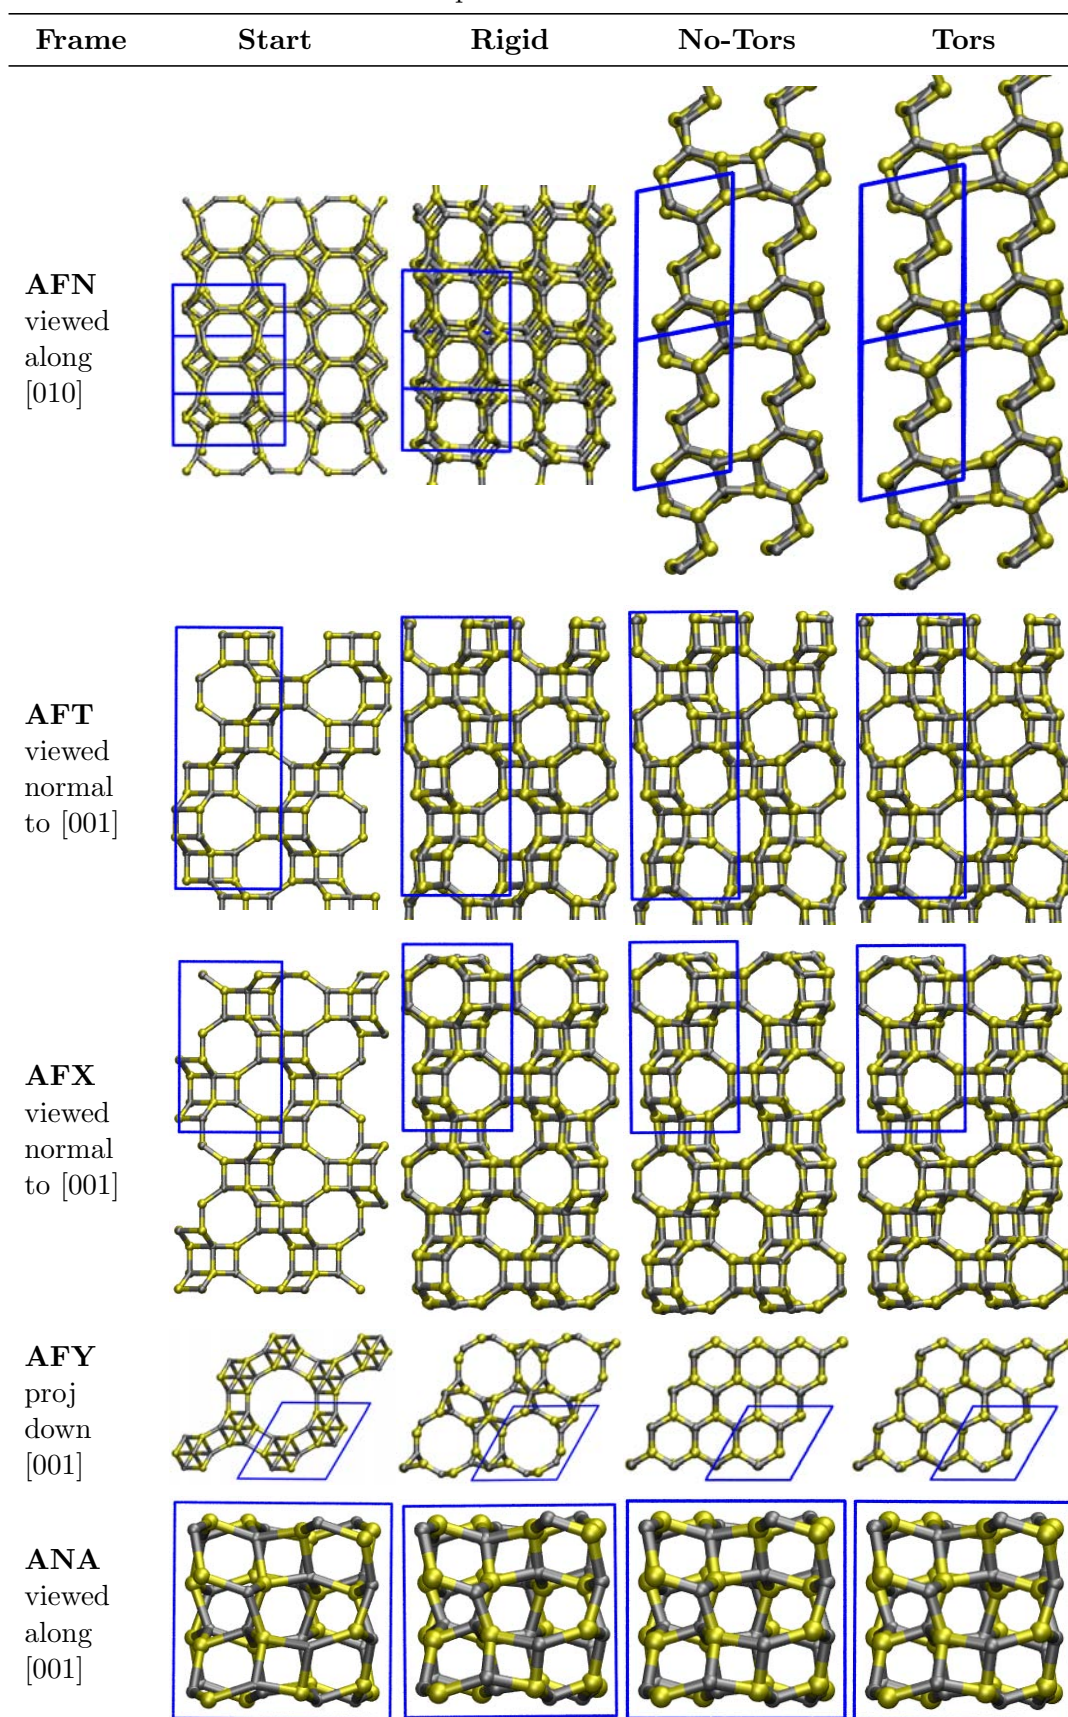 Frame Start Rigid No-Tors Tors
AFN
viewed
along
[010]
AFT
viewed
normal
to [001]
AFX
viewed
normal
to [001]
AFY
proj
down
[001]
ANA
viewed
along
[001]